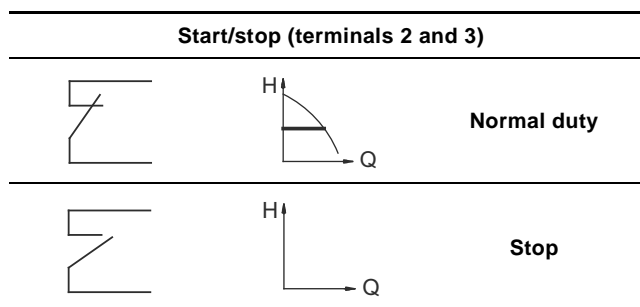 Start/stop (terminals 2 and 3)
H
Q
Normal duty
H
Q
Stop